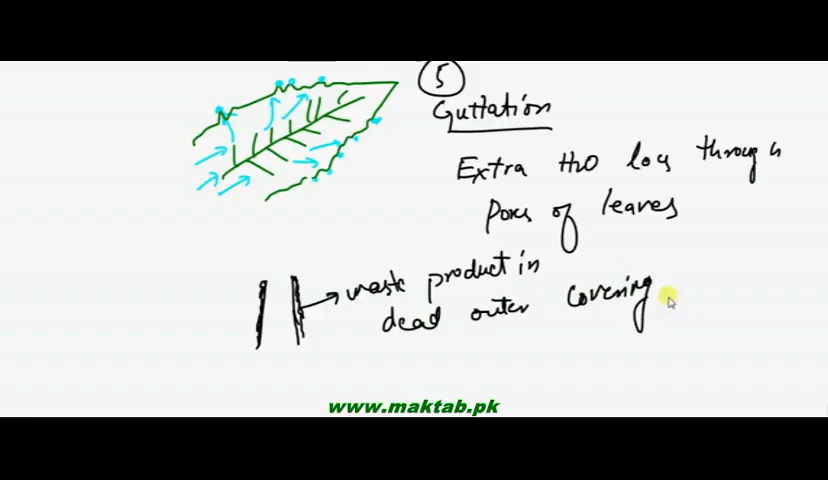 5
Guttation
Extra H2O loss through
Pores of leaves
waste product in
dead outer covering
www.maktab.pk